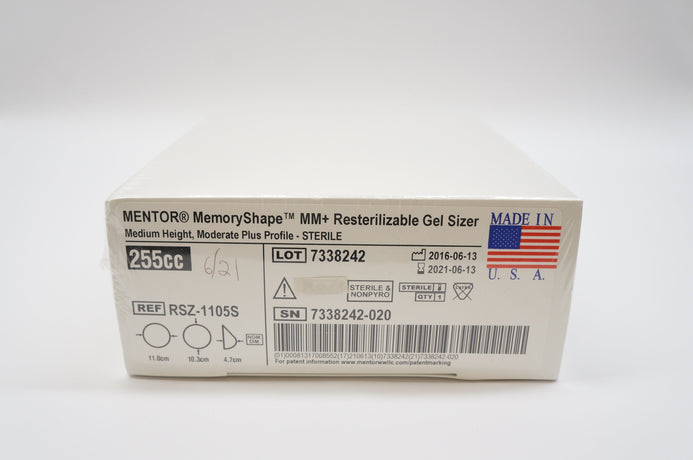 MENTOR® MemoryShape™ MM+ Resterilizable Gel Sizer
Medium Height, Moderate Plus Profile - STERILE
255cc
6/21
REF RSZ-1105S
NOM. DIM.
11.0cm 10.3cm 4.7cm
LOT 7338242
2016-06-13
2021-06-13
STERILE & NONPYRO
STERILE
QTY 1
SN 7338242-020
(01)00081317008552(17)210613(10)7338242(21)7338242-020
For patent information www.mentorwwllc.com/patentmarking
MADE IN
U. S. A.